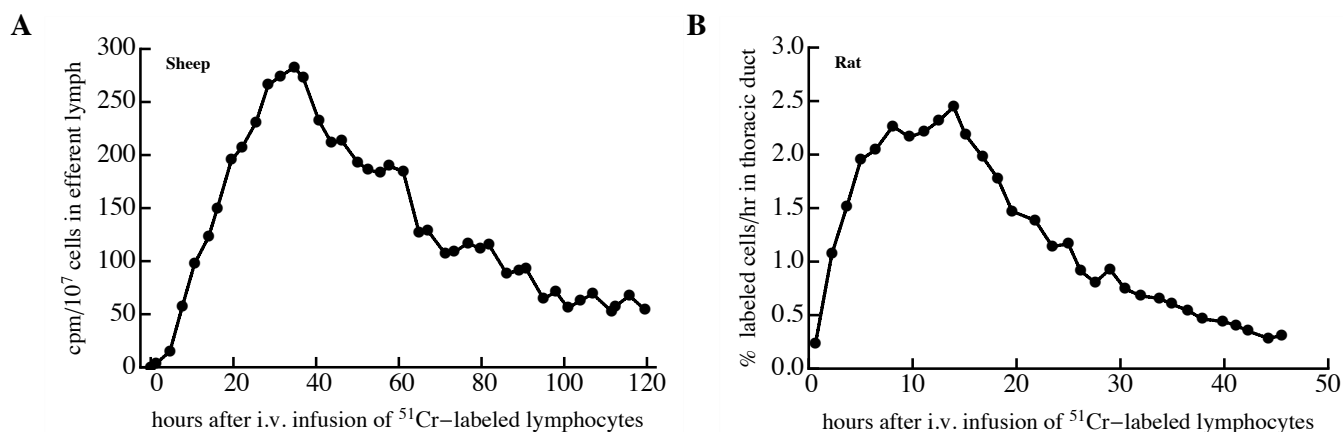 A
Sheep
300
250
200
150
100
50
0
cpm/10⁷ cells in efferent lymph
0 20 40 60 80 100 120
hours after i.v. infusion of ⁵¹Cr−labeled lymphocytes
B
Rat
3.0
2.5
2.0
1.5
1.0
0.5
0.0
% labeled cells/hr in thoracic duct
0 10 20 30 40 50
hours after i.v. infusion of ⁵¹Cr−labeled lymphocytes